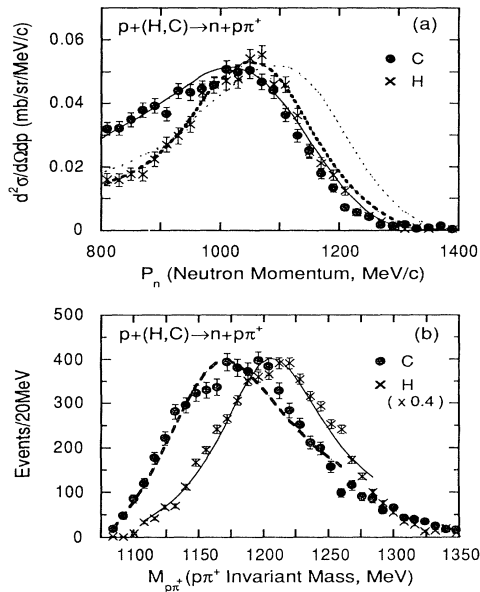 p+(H,C)→n+pπ⁺ (a)
C
H
d²σ/dΩdp (mb/sr/MeV/c)
0.06
0.04
0.02
0
800 1000 1200 1400
Pₙ (Neutron Momentum, MeV/c)
p+(H,C)→n+pπ⁺ (b)
C
H
(×0.4)
Events/20MeV
500
400
300
200
100
0
1100 1150 1200 1250 1300 1350
M_pπ⁺(pπ⁺ Invariant Mass, MeV)